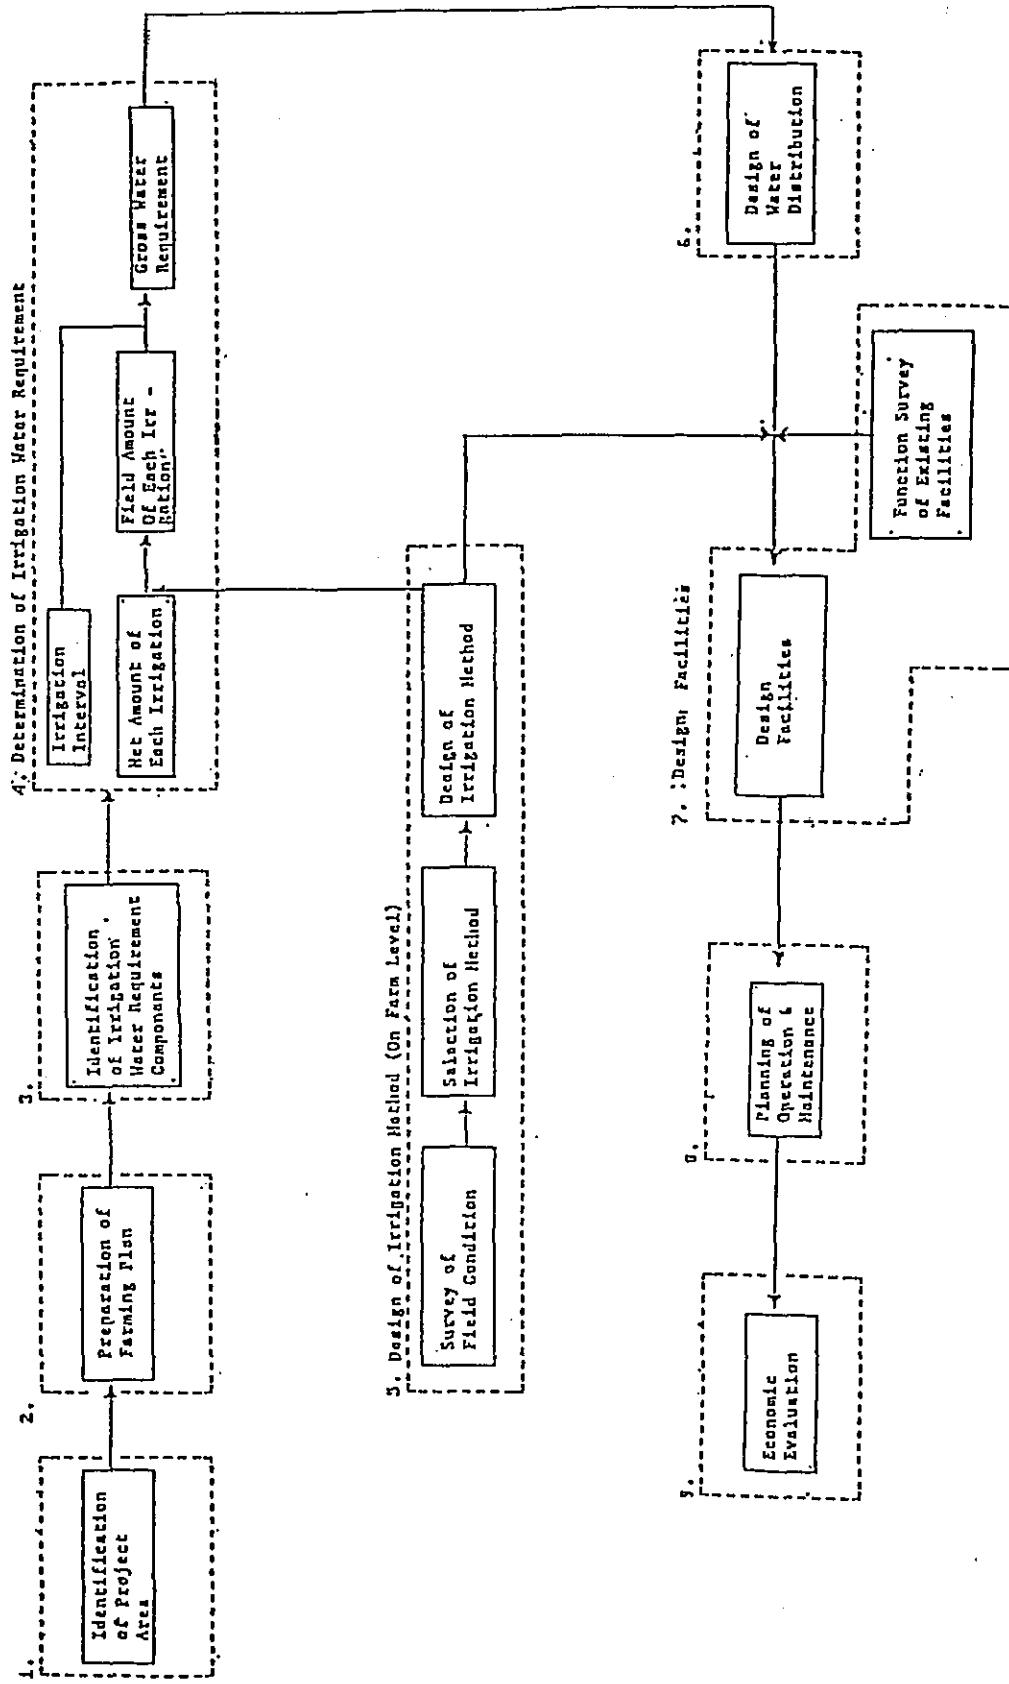 1.
Identification
of Project
Area
2.
Preparation of
Farming Plan
3.
Identification
of Irrigation
Water Requirement
Components
4. Determination of Irrigation Water Requirement
Irrigation
Interval
Net Amount of
Each Irrigation
Field Amount
Of Each Irr -
gation
Gross Water
Requirement
5. Design of Irrigation Method (On Farm Level)
Survey of
Field Condition
Selection of
Irrigation Method
Design of
Irrigation Method
6.
Design of
Water
Distribution
7. Design Facilities
Design
Facilities
Function Survey
of Existing
Facilities
8.
Planning of
Operation &
Maintenance
9.
Economic
Evaluation